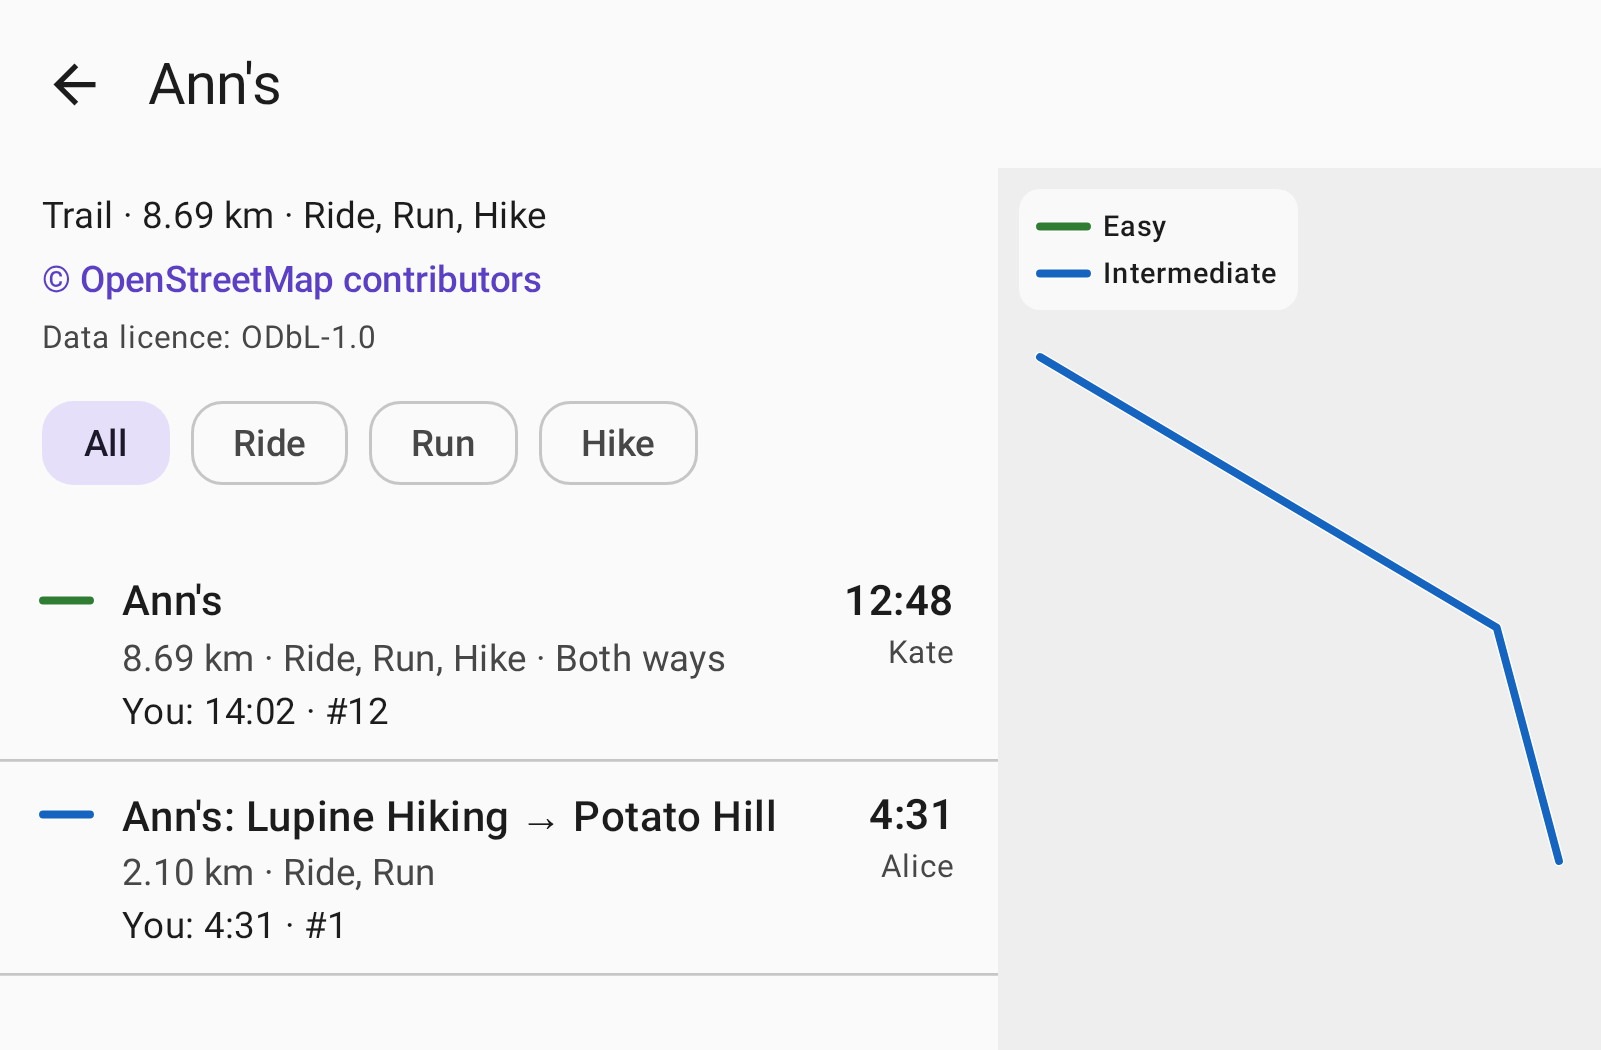 Ann's
Trail · 8.69 km · Ride, Run, Hike
© OpenStreetMap contributors
Data licence: ODbL-1.0
All
Ride
Run
Hike
Ann's
12:48
8.69 km · Ride, Run, Hike · Both ways
Kate
You: 14:02 · #12
Ann's: Lupine Hiking → Potato Hill
4:31
2.10 km · Ride, Run
Alice
You: 4:31 · #1
Easy
Intermediate